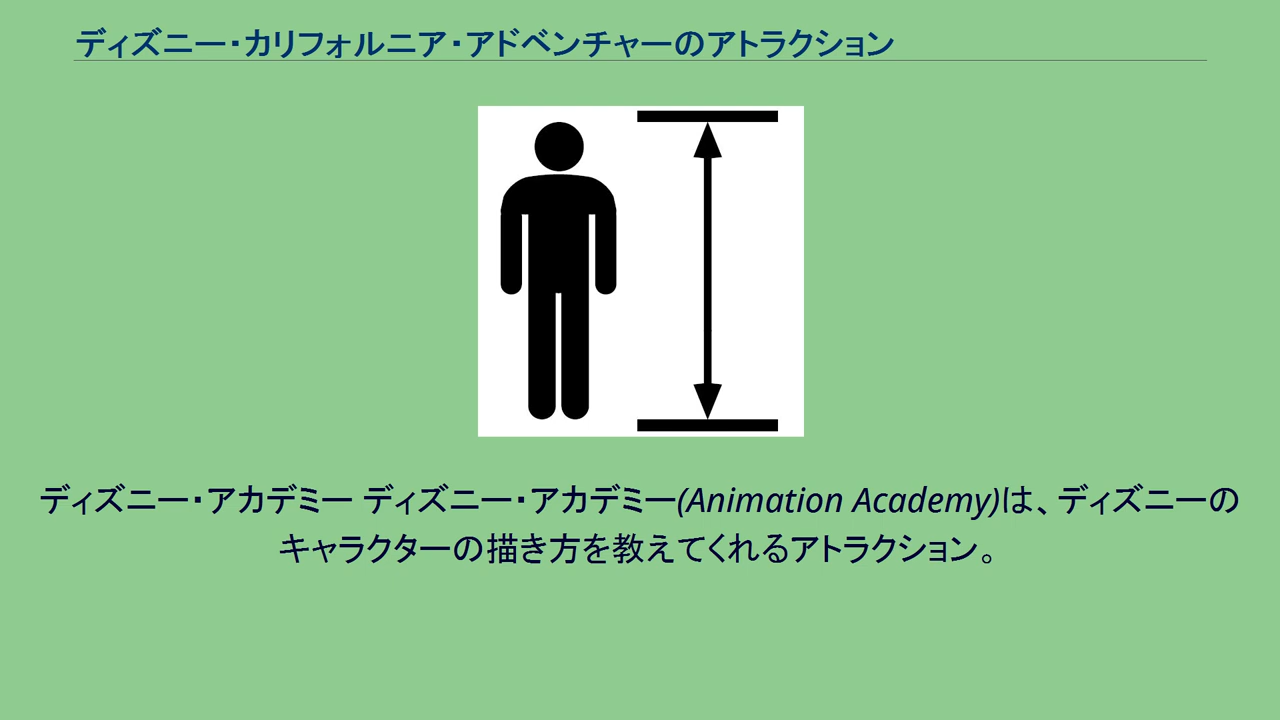 ディズニー・カリフォルニア・アドベンチャーのアトラクション
ディズニー・アカデミー ディズニー・アカデミー(Animation Academy)は、ディズニーの
キャラクターの描き方を教えてくれるアトラクション。